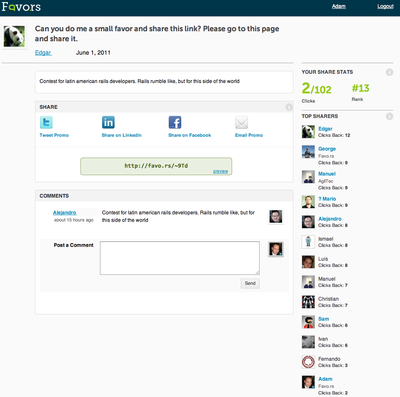 Favors
Adam
Logout
Can you do me a small favor and share this link? Please go to this page
and share it.
Edgar
June 1, 2011
Contest for latin american rails developers. Rails rumble like, but for this side of the world
SHARE
Tweet Promo
Share on LinkedIn
Share on Facebook
Email Promo
http://favo.rs/~9Td
COMMENTS
Alejandro
about 15 hours ago
Contest for latin american rails developers. Rails rumble like, but for
this side of the world
Post a Comment
Send
YOUR SHARE STATS
2/102
Clicks
#13
Rank
TOP SHARERS
Edgar
Clicks Back: 12
George
Favo.rs
Clicks Back: 9
Manuel
AgilTec
Clicks Back: 9
? Mario
Clicks Back: 9
Alejandro
Clicks Back: 8
Ismael
Clicks Back: 8
Luis
Clicks Back: 8
Manuel
Clicks Back: 7
Christian
Clicks Back: 7
Sam
Clicks Back: 6
Ivan
Clicks Back: 6
Fernando
Clicks Back: 3
Adam
Favo.rs
Clicks Back: 2